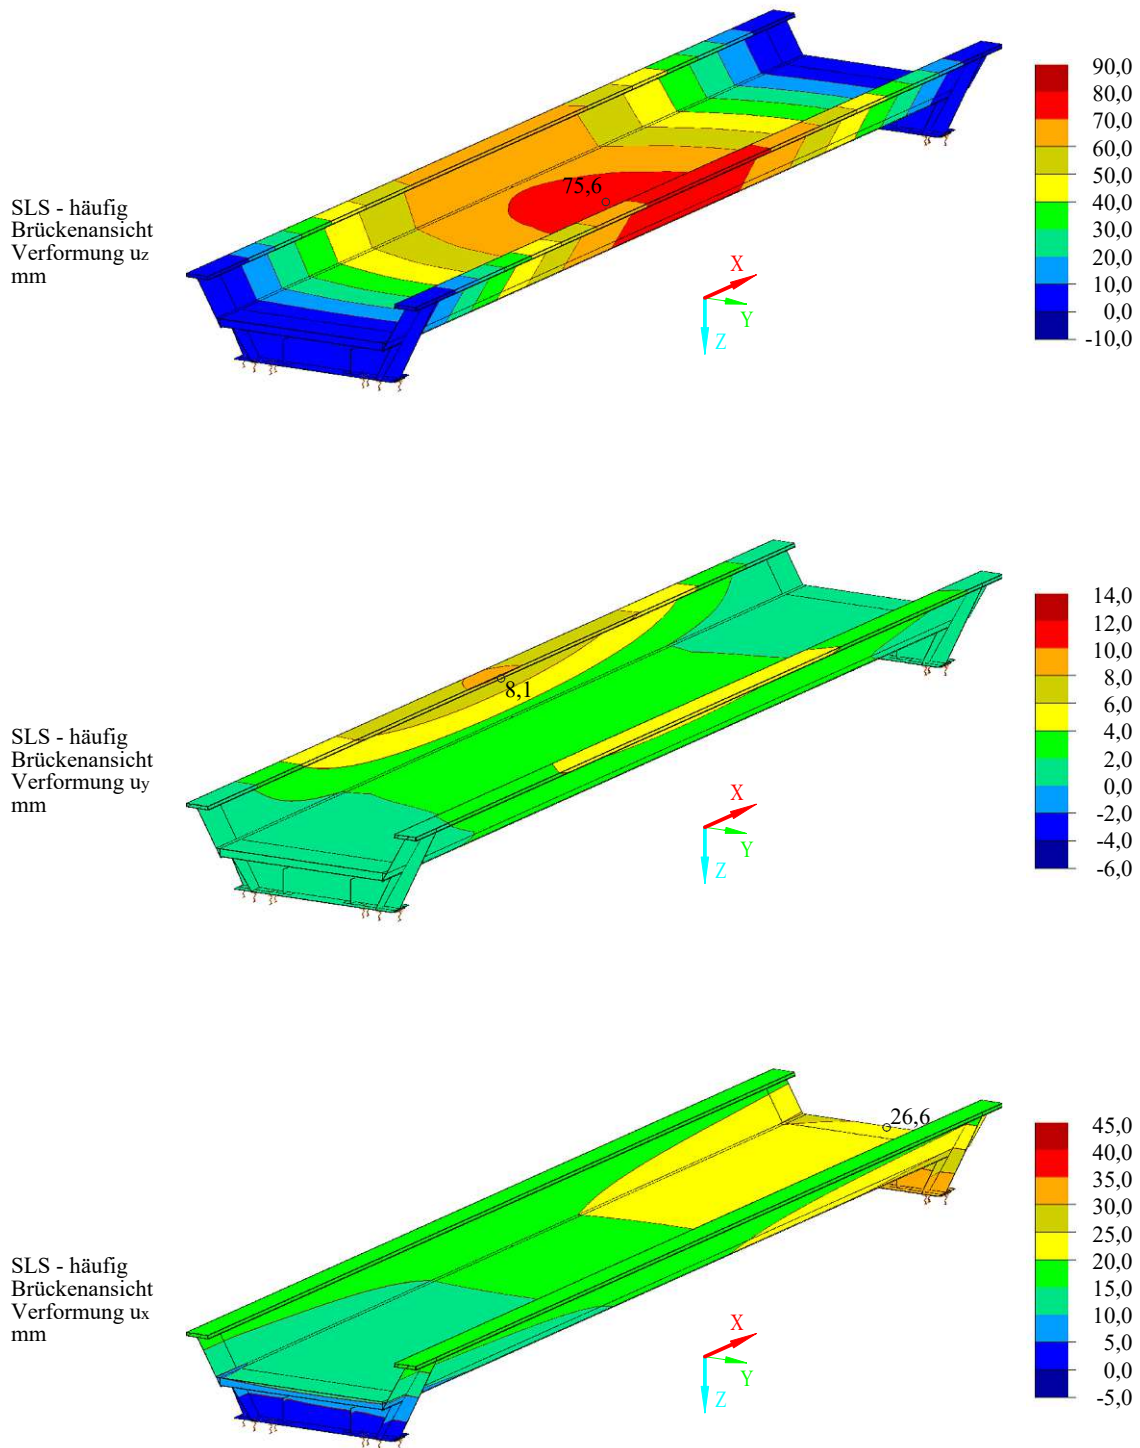 90,0
80,0
70,0
60,0
50,0
40,0
30,0
20,0
10,0
0,0
-10,0
75,6
SLS - häufig
Brückenansicht
Verformung uz
mm
X
Y
Z
14,0
12,0
10,0
8,0
6,0
4,0
2,0
0,0
-2,0
-4,0
-6,0
8,1
SLS - häufig
Brückenansicht
Verformung uy
mm
X
Y
Z
45,0
40,0
35,0
30,0
25,0
20,0
15,0
10,0
5,0
0,0
-5,0
26,6
SLS - häufig
Brückenansicht
Verformung ux
mm
X
Y
Z